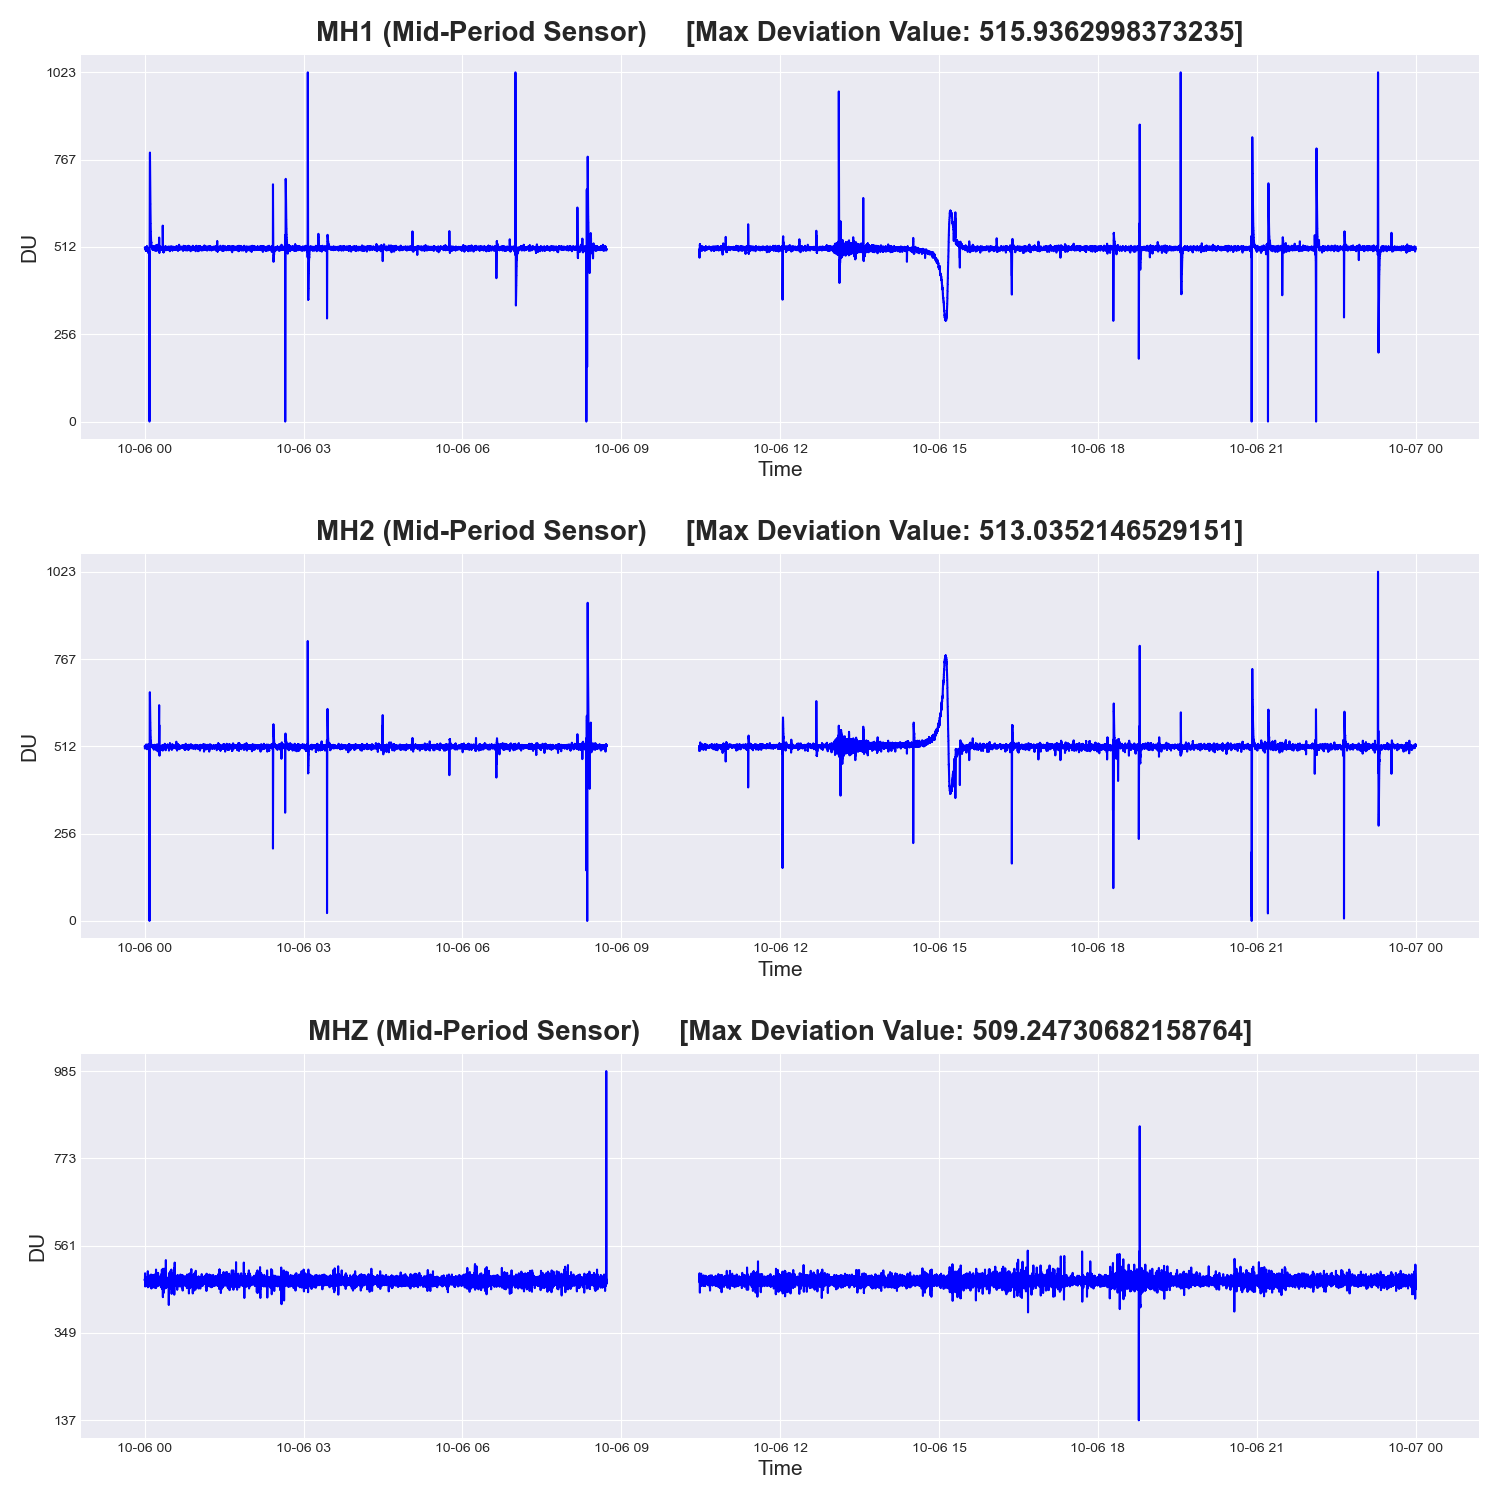 MH1 (Mid-Period Sensor) [Max Deviation Value: 515.9362998373235]
1023
767
512
256
0
DU
10-06 00 10-06 03 10-06 06 10-06 09 10-06 12 10-06 15 10-06 18 10-06 21 10-07 00
Time
MH2 (Mid-Period Sensor) [Max Deviation Value: 513.0352146529151]
1023
767
512
256
0
DU
10-06 00 10-06 03 10-06 06 10-06 09 10-06 12 10-06 15 10-06 18 10-06 21 10-07 00
Time
MHZ (Mid-Period Sensor) [Max Deviation Value: 509.24730682158764]
985
773
561
349
137
DU
10-06 00 10-06 03 10-06 06 10-06 09 10-06 12 10-06 15 10-06 18 10-06 21 10-07 00
Time